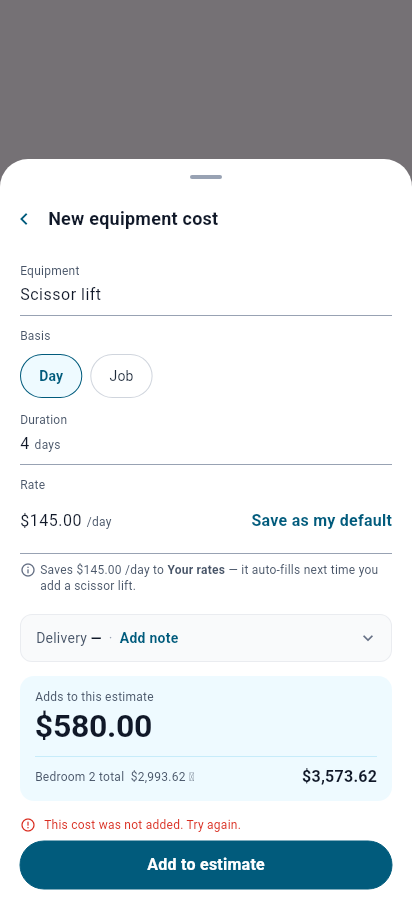 New equipment cost
Equipment
Scissor lift
Basis
Day
Job
Duration
4 days
Rate
$145.00 /day
Save as my default
Saves $145.00 /day to Your rates — it auto-fills next time you
add a scissor lift.
Delivery — · Add note
Adds to this estimate
$580.00
Bedroom 2 total $2,993.62
$3,573.62
This cost was not added. Try again.
Add to estimate